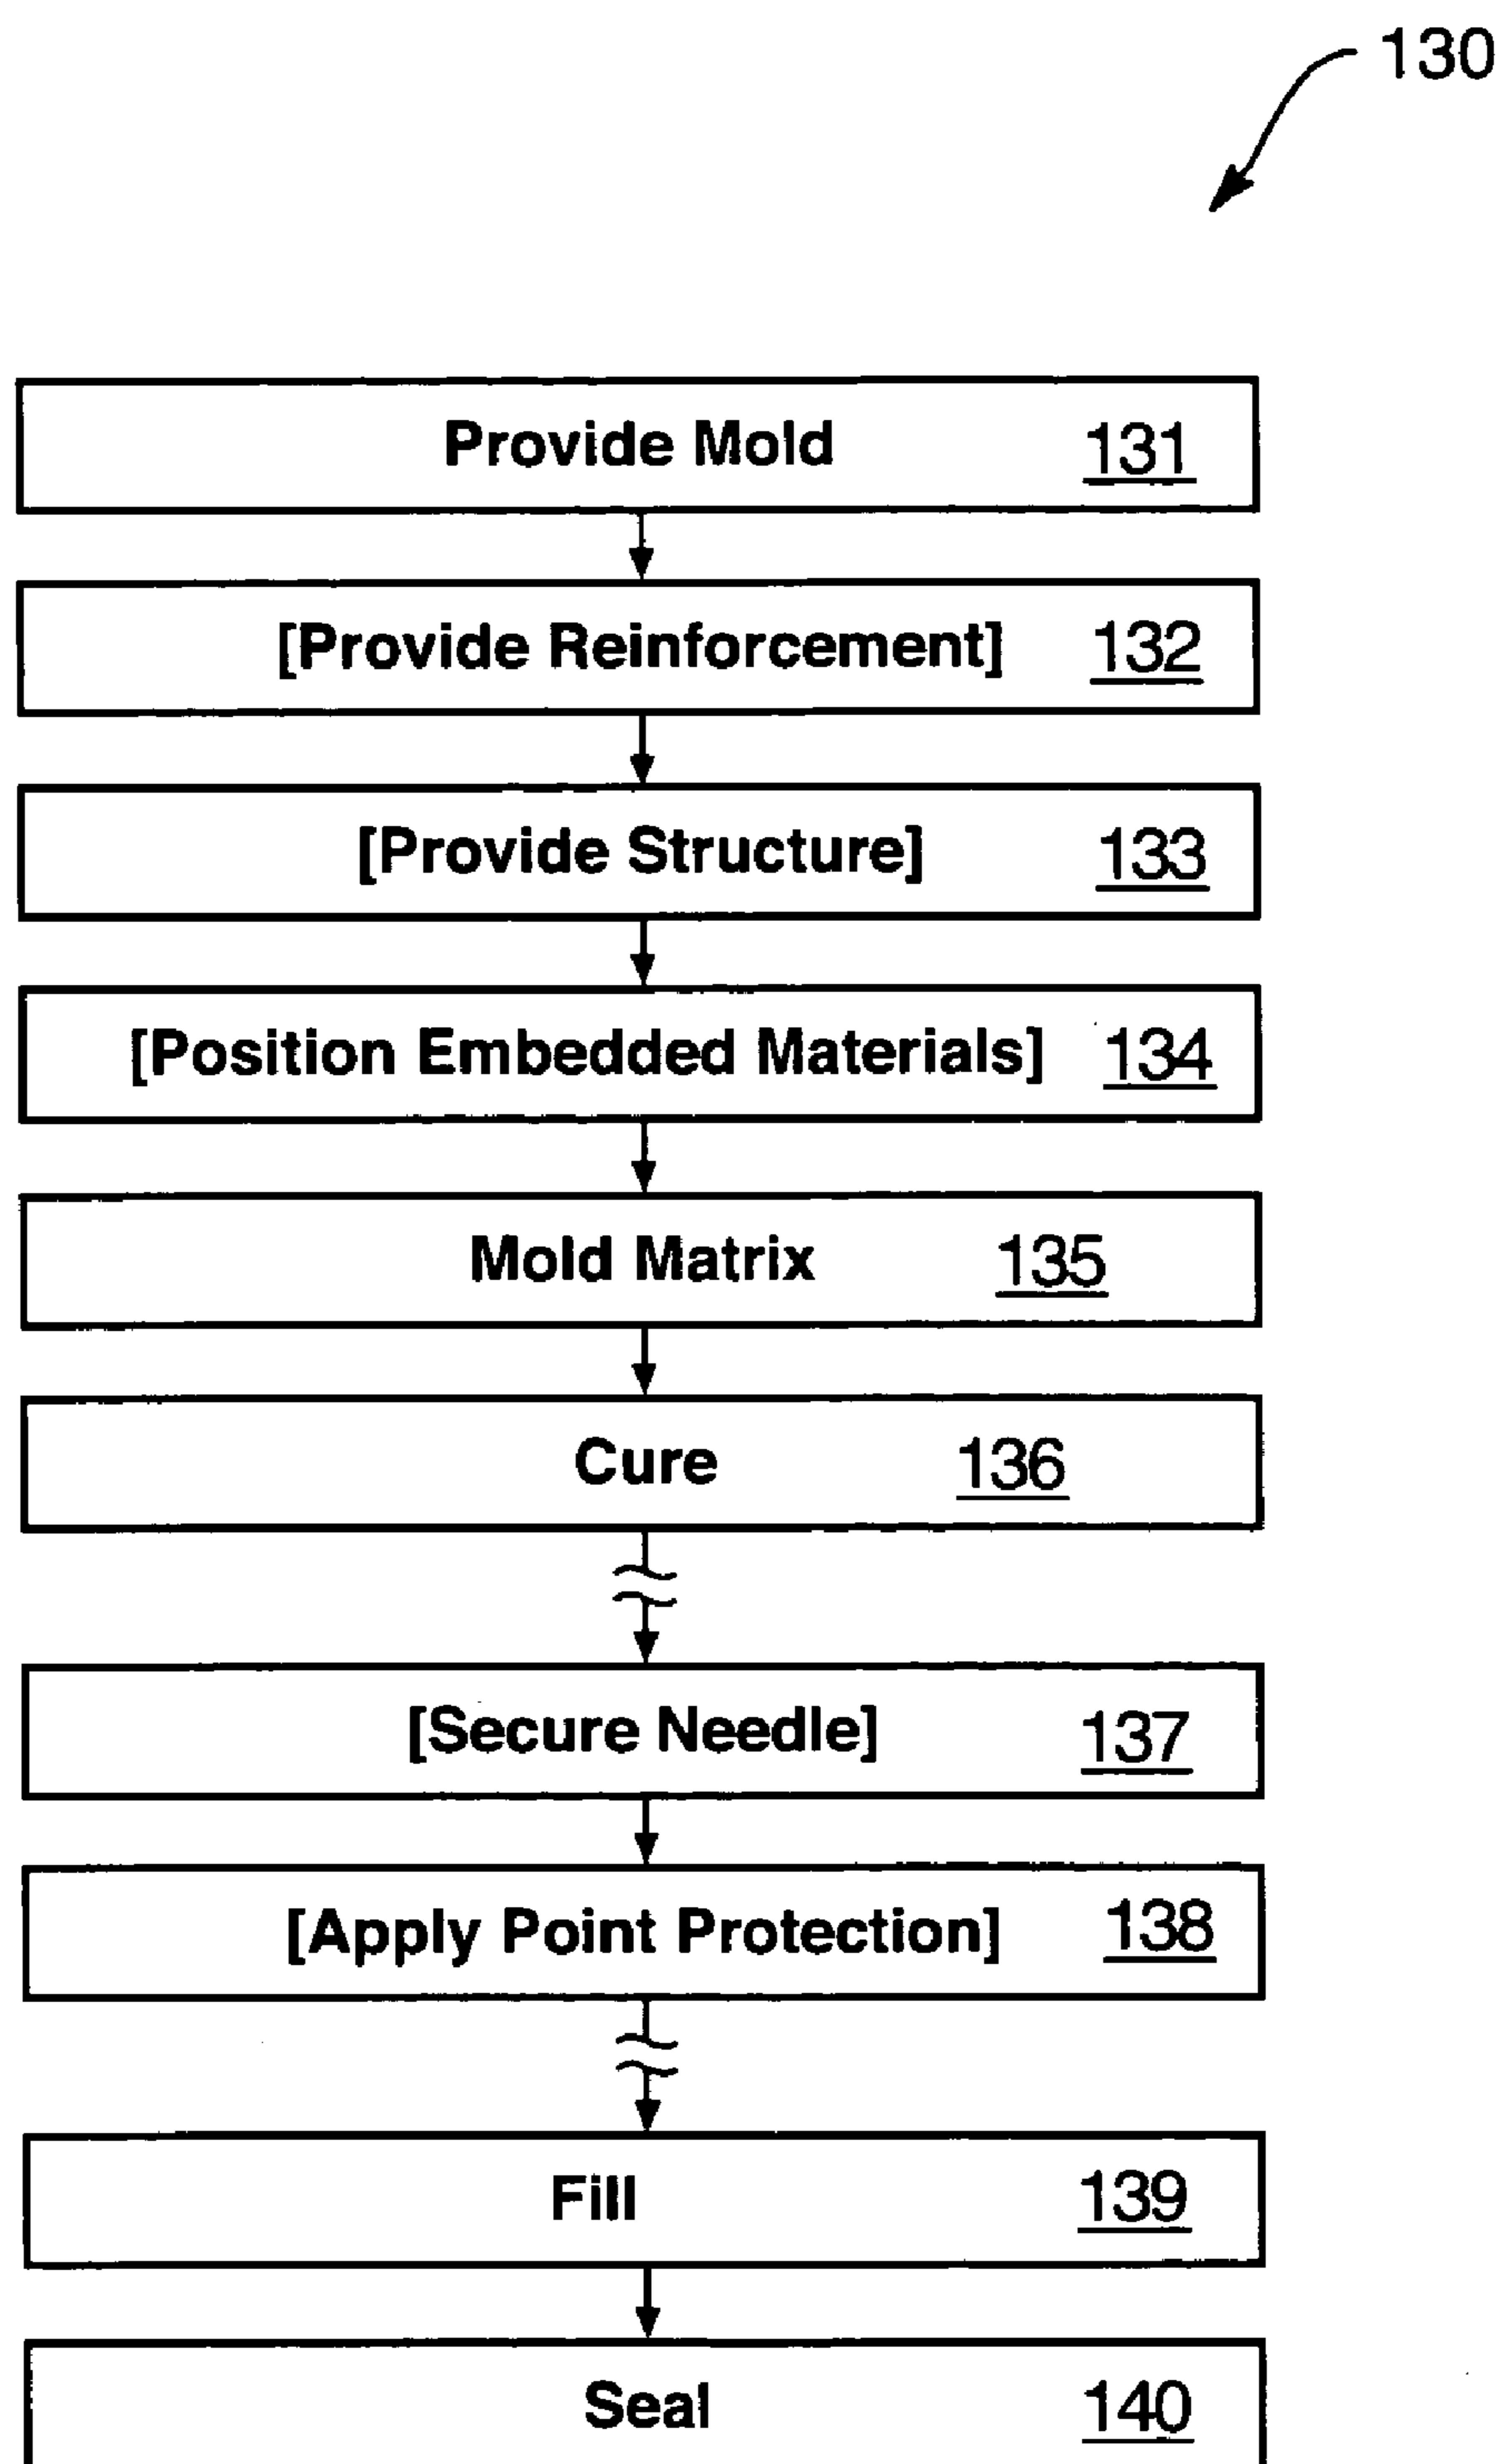 130
Provide Mold 131
[Provide Reinforcement] 132
[Provide Structure] 133
[Position Embedded Materials] 134
Mold Matrix 135
Cure 136
[Secure Needle] 137
[Apply Point Protection] 138
Fill 139
Seal 140